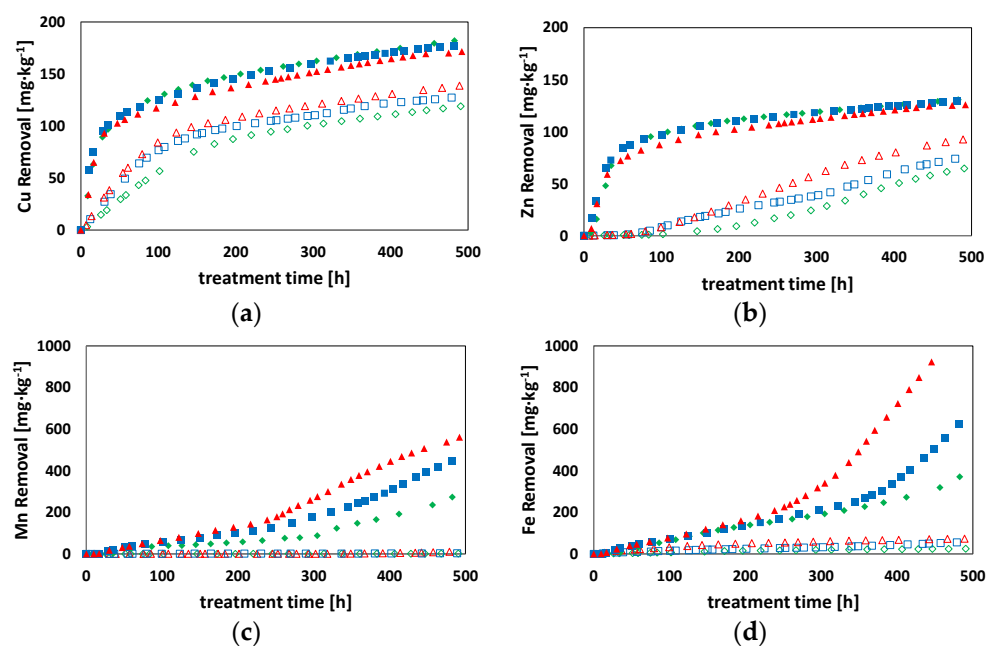 Cu Removal [mg·kg⁻¹]
200
150
100
50
0
0 100 200 300 400 500
treatment time [h]
(a)
Zn Removal [mg·kg⁻¹]
200
150
100
50
0
0 100 200 300 400 500
treatment time [h]
(b)
Mn Removal [mg·kg⁻¹]
1000
800
600
400
200
0
0 100 200 300 400 500
treatment time [h]
(c)
Fe Removal [mg·kg⁻¹]
1000
800
600
400
200
0
0 100 200 300 400 500
treatment time [h]
(d)